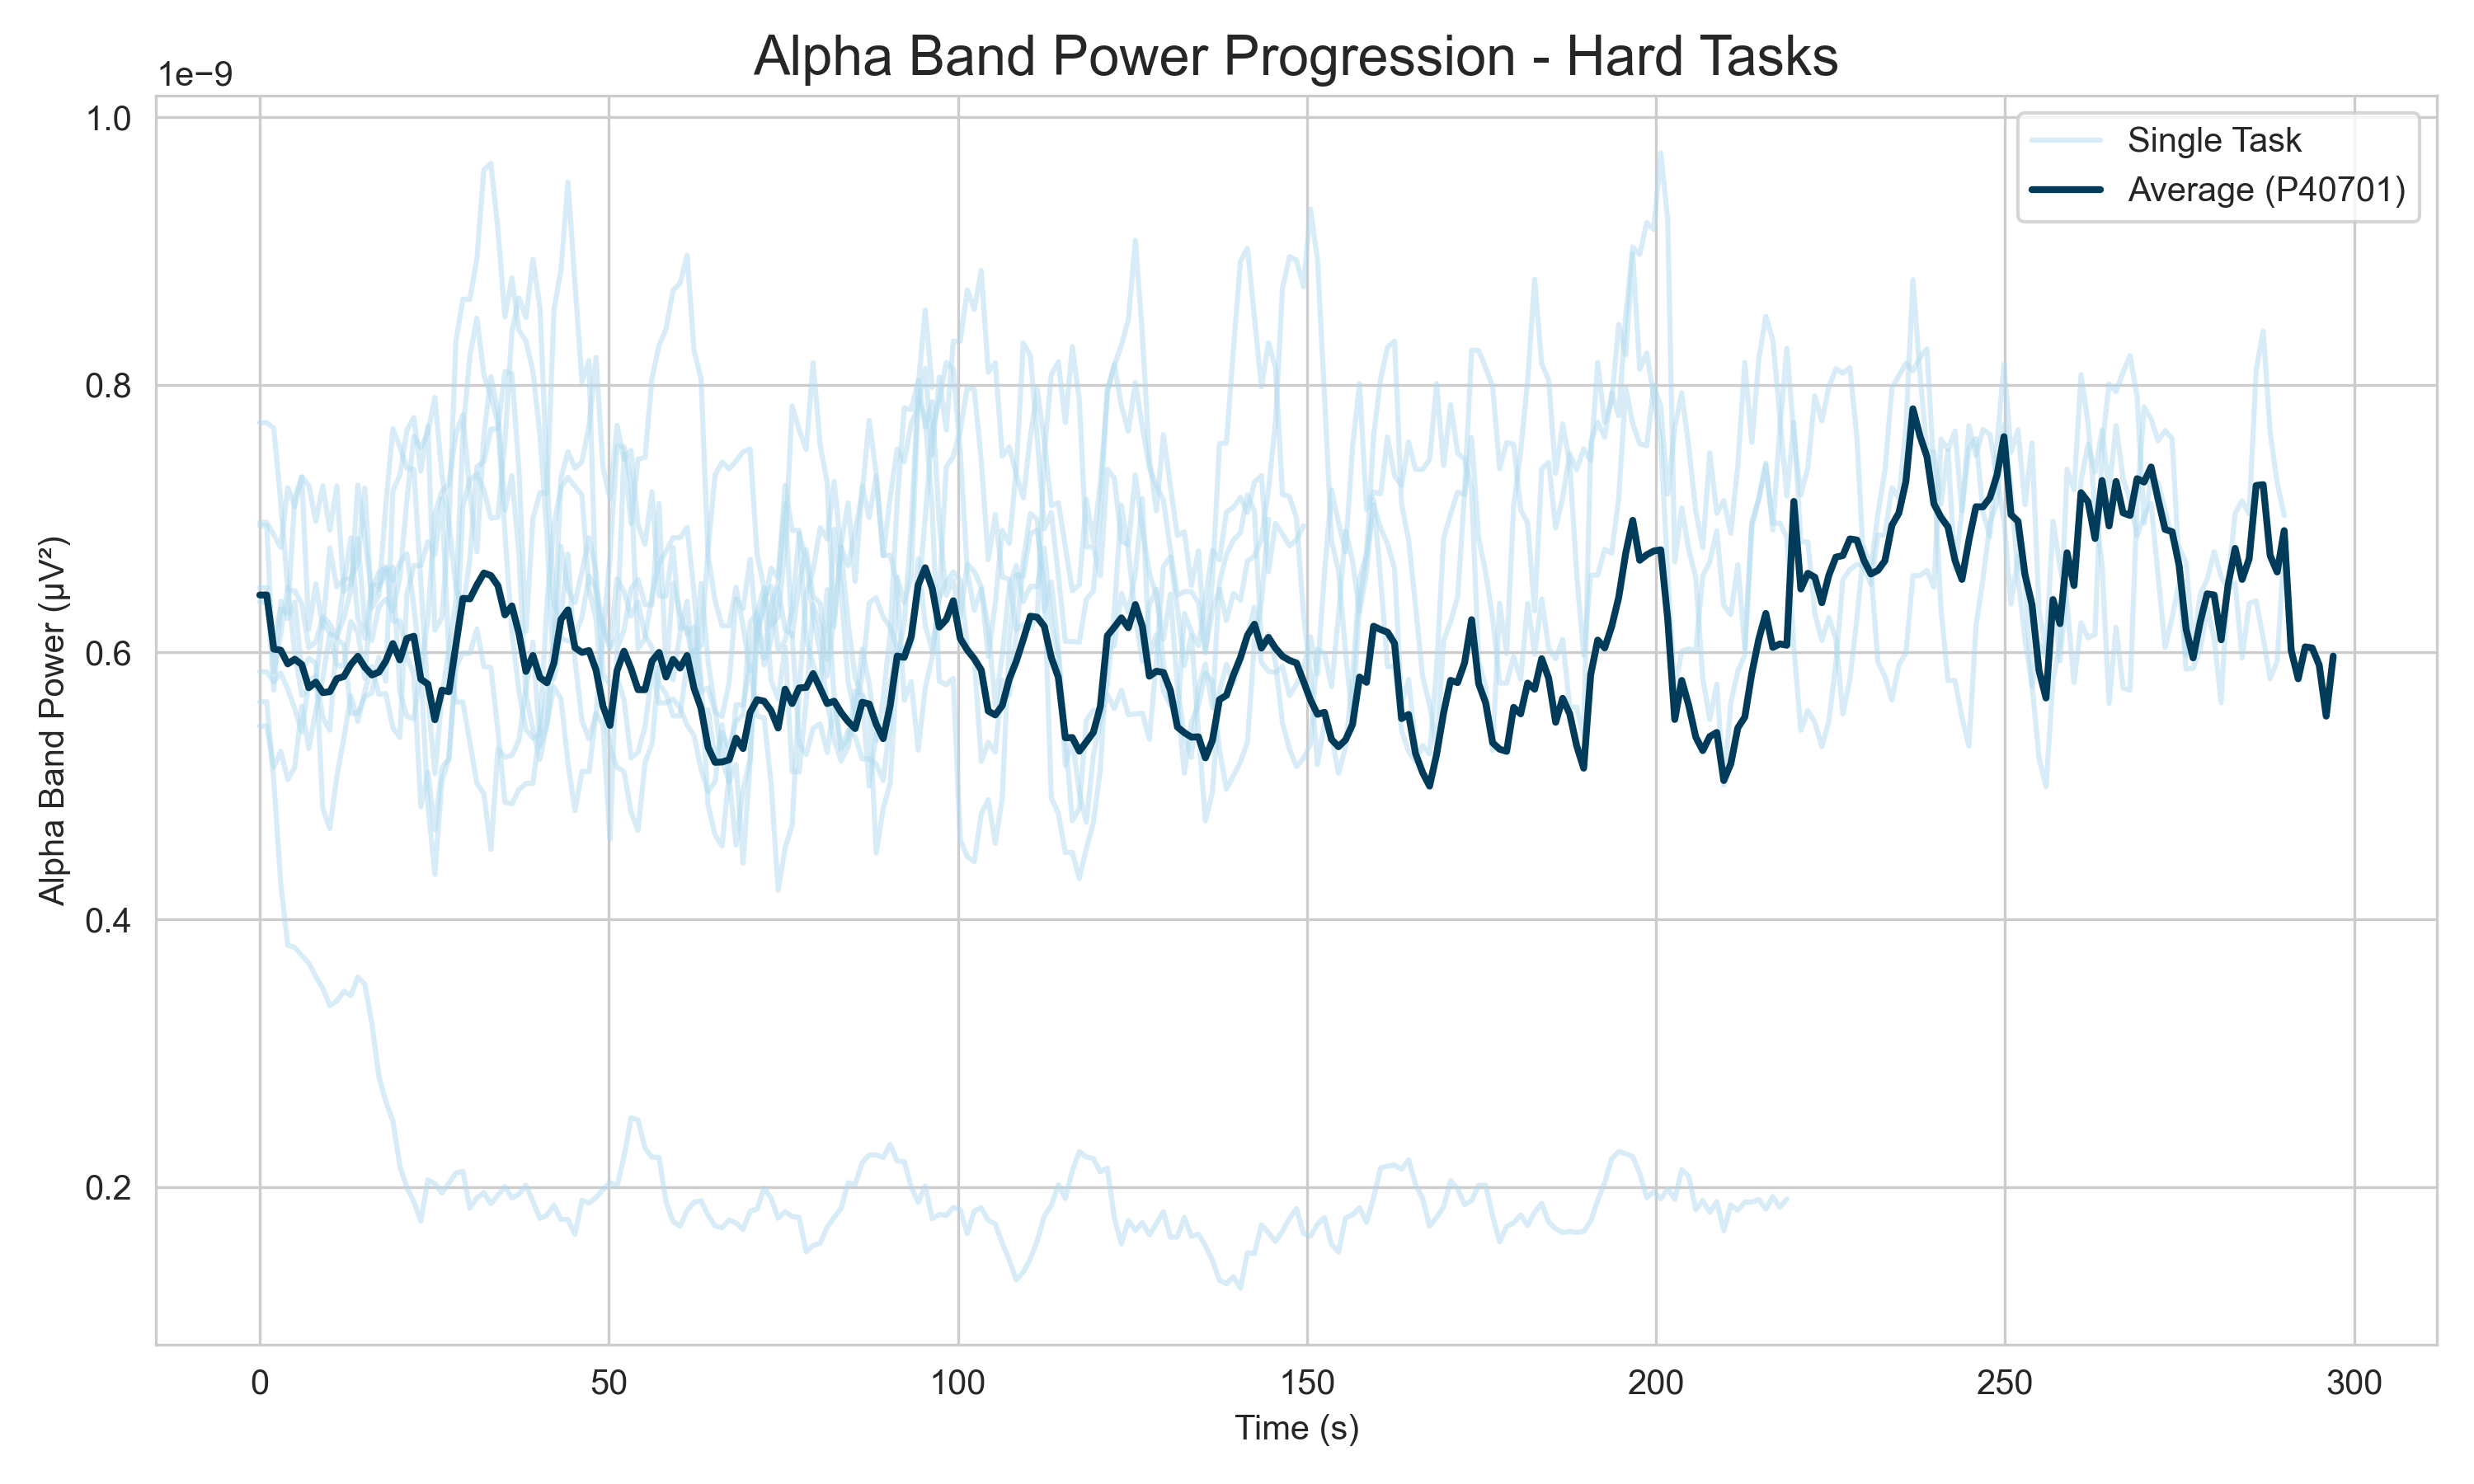 Alpha Band Power Progression - Hard Tasks
1e−9
1.0
0.8
0.6
0.4
0.2
Alpha Band Power (μV²)
Single Task
Average (P40701)
0 50 100 150 200 250 300
Time (s)